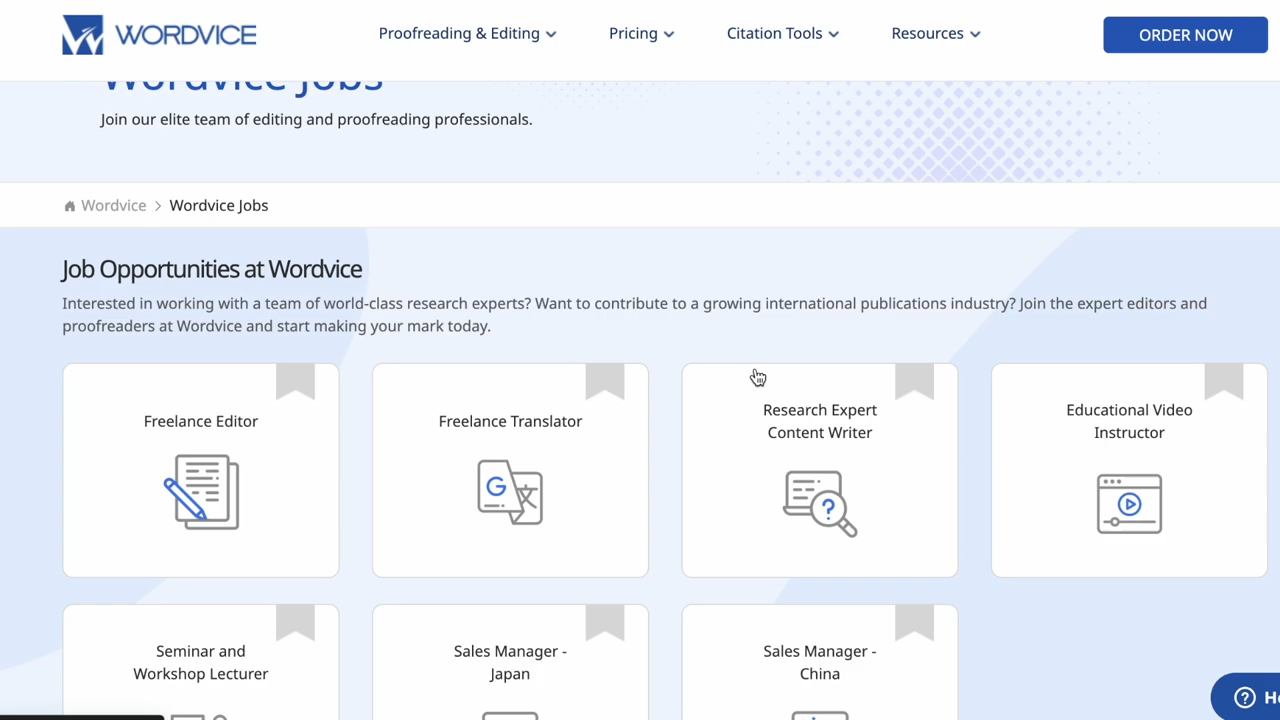 WORDVICE
Proofreading & Editing
Pricing
Citation Tools
Resources
ORDER NOW
Wordvice Jobs
Join our elite team of editing and proofreading professionals.
Wordvice > Wordvice Jobs
Job Opportunities at Wordvice
Interested in working with a team of world-class research experts? Want to contribute to a growing international publications industry? Join the expert editors and
proofreaders at Wordvice and start making your mark today.
Freelance Editor
Freelance Translator
G
文
Research Expert
Content Writer
?
Educational Video
Instructor
Seminar and
Workshop Lecturer
Sales Manager -
Japan
Sales Manager -
China
?